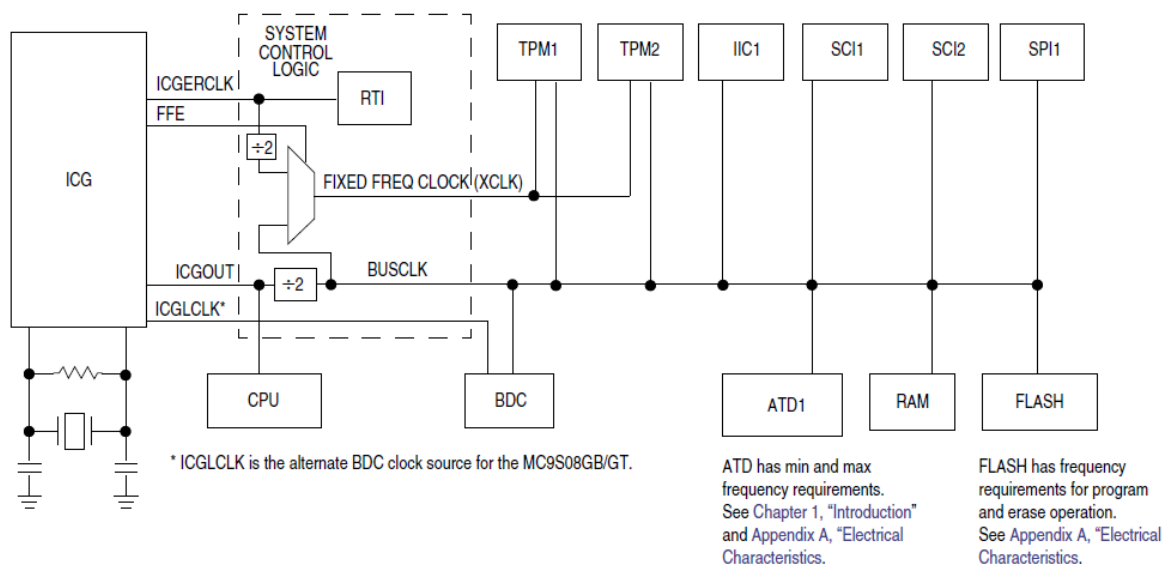 SYSTEM
CONTROL
LOGIC
TPM1
TPM2
IIC1
SCI1
SCI2
SPI1
ICGERCLK
RTI
FFE
÷2
ICG
FIXED FREQ CLOCK (XCLK)
ICGOUT
÷2
BUSCLK
ICGLCLK*
CPU
BDC
ATD1
RAM
FLASH
* ICGLCLK is the alternate BDC clock source for the MC9S08GB/GT.
ATD has min and max
frequency requirements.
See Chapter 1, “Introduction”
and Appendix A, “Electrical
Characteristics.
FLASH has frequency
requirements for program
and erase operation.
See Appendix A, “Electrical
Characteristics.